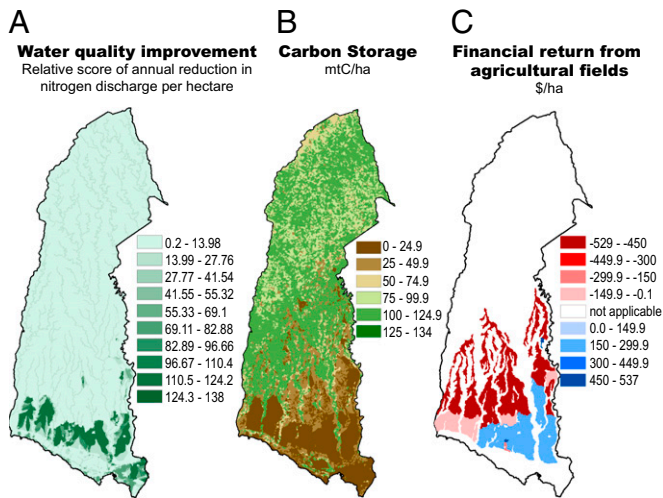 A
Water quality improvement
Relative score of annual reduction in
nitrogen discharge per hectare
0.2 - 13.98
13.99 - 27.76
27.77 - 41.54
41.55 - 55.32
55.33 - 69.1
69.11 - 82.88
82.89 - 96.66
96.67 - 110.4
110.5 - 124.2
124.3 - 138
B
Carbon Storage
mtC/ha
0 - 24.9
25 - 49.9
50 - 74.9
75 - 99.9
100 - 124.9
125 - 134
C
Financial return from
agricultural fields
$/ha
-529 - -450
-449.9 - -300
-299.9 - -150
-149.9 - -0.1
not applicable
0.0 - 149.9
150 - 299.9
300 - 449.9
450 - 537